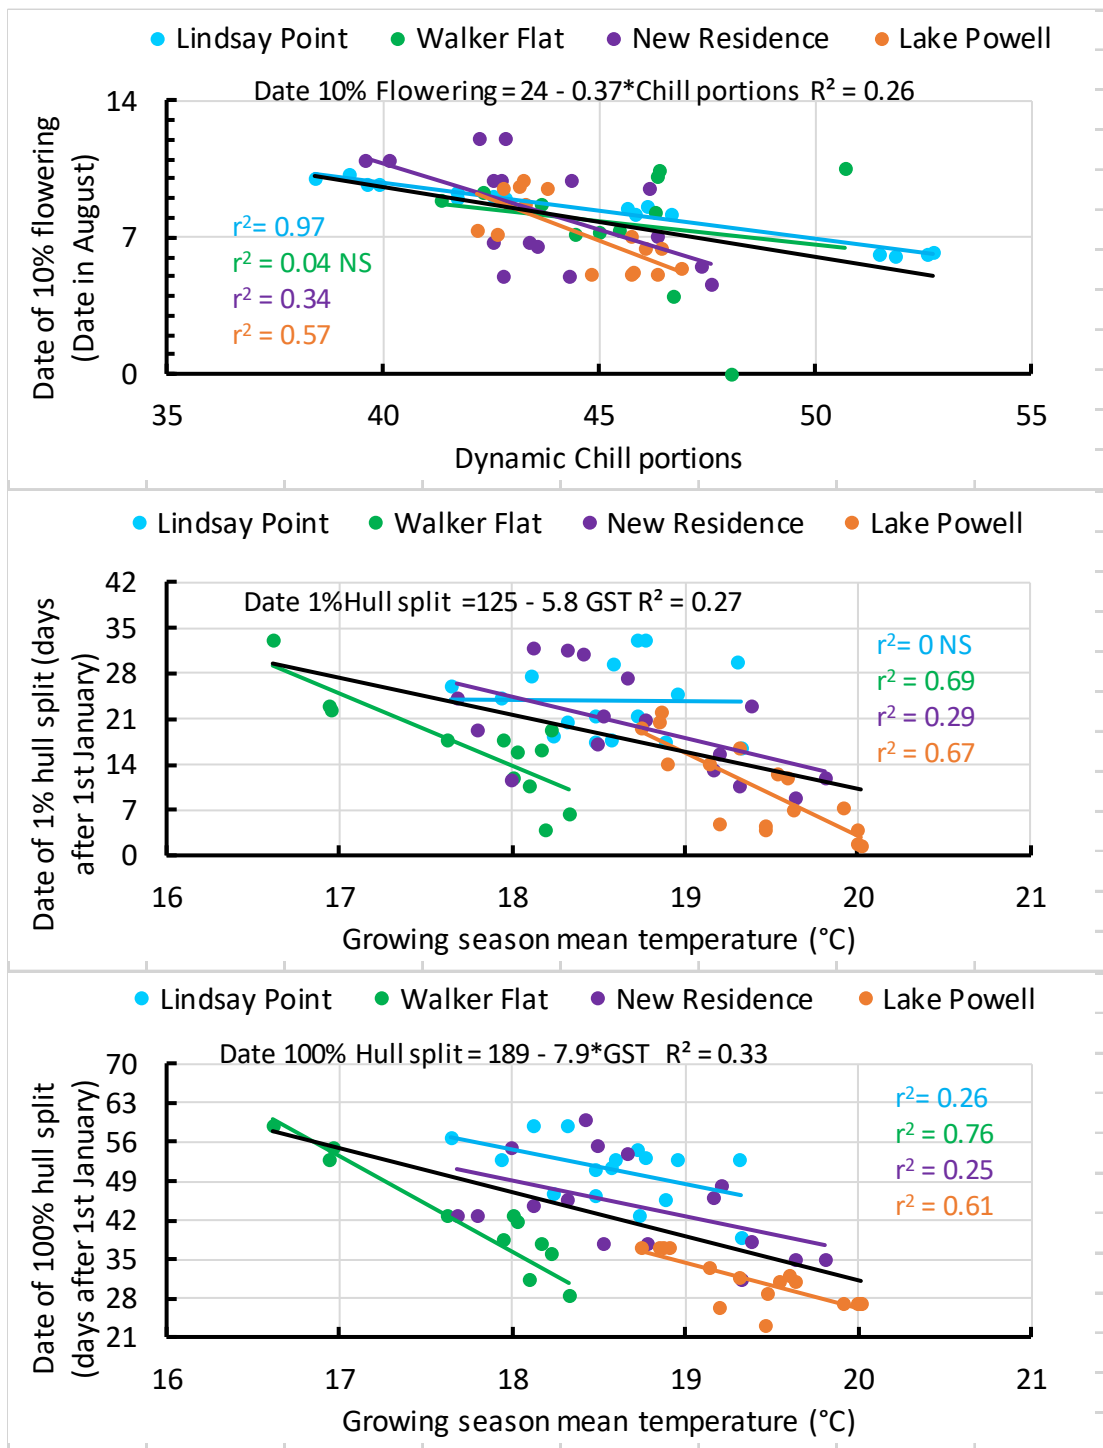 Lindsay Point Walker Flat New Residence Lake Powell
Date 10% Flowering = 24 - 0.37*Chill portions R² = 0.26
Date of 10% flowering
(Date in August)
14
7
0
r²= 0.97
r² = 0.04 NS
r² = 0.34
r² = 0.57
35 40 45 50 55
Dynamic Chill portions
Lindsay Point Walker Flat New Residence Lake Powell
Date 1%Hull split =125 - 5.8 GST R² = 0.27
Date of 1% hull split (days
after 1st January)
42
35
28
21
14
7
0
r²= 0 NS
r² = 0.69
r² = 0.29
r² = 0.67
16 17 18 19 20 21
Growing season mean temperature (°C)
Lindsay Point Walker Flat New Residence Lake Powell
Date 100% Hull split = 189 - 7.9*GST R² = 0.33
Date of 100% hull split
(days after 1st January)
70
63
56
49
42
35
28
21
r²= 0.26
r² = 0.76
r² = 0.25
r² = 0.61
16 17 18 19 20 21
Growing season mean temperature (°C)